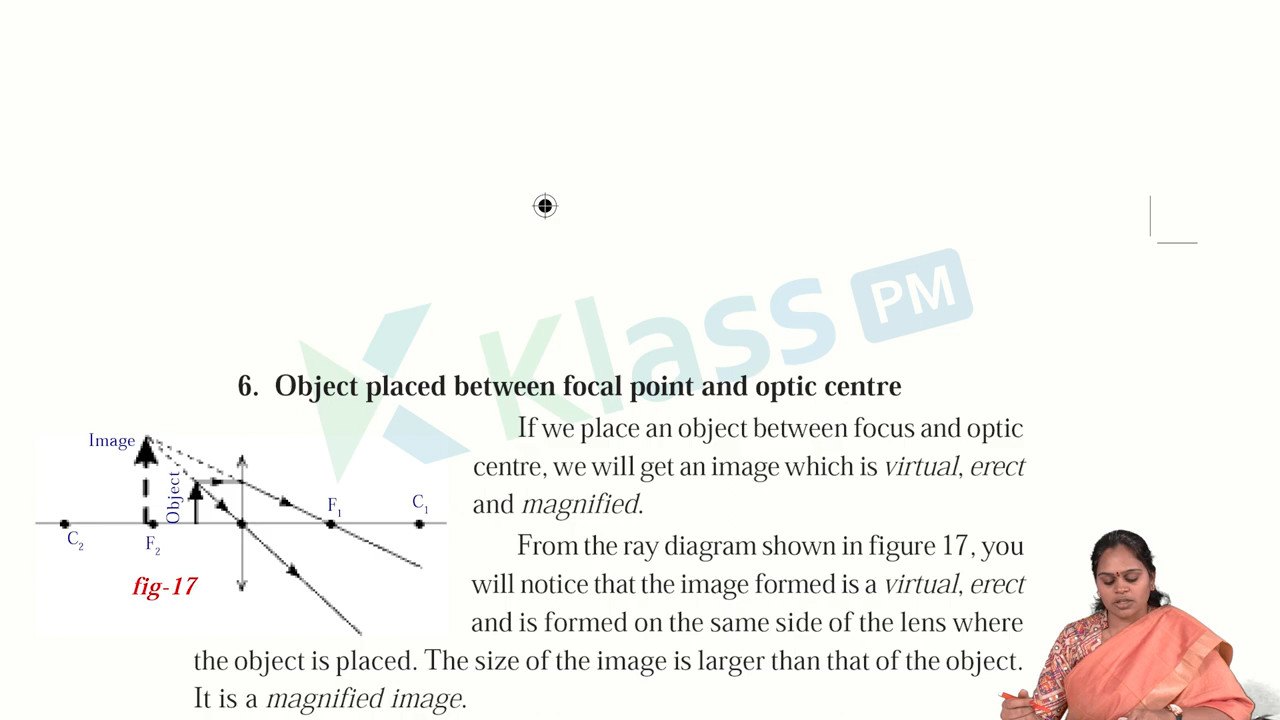 Klass PM
6. Object placed between focal point and optic centre
If we place an object between focus and optic
centre, we will get an image which is virtual, erect
and magnified.
From the ray diagram shown in figure 17, you
will notice that the image formed is a virtual, erect
and is formed on the same side of the lens where
the object is placed. The size of the image is larger than that of the object.
It is a magnified image.
Image
Object
F1
C1
C2
F2
fig-17